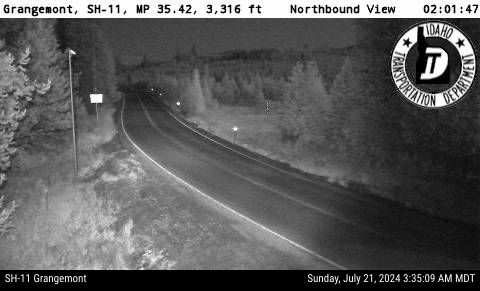 Grangemont, SH-11, MP 35.42, 3,316 ft Northbound View 02:01:47
IDAHO
TRANSPORTATION DEPARTMENT
SH-11 Grangemont Sunday, July 21, 2024 3:35:09 AM MDT